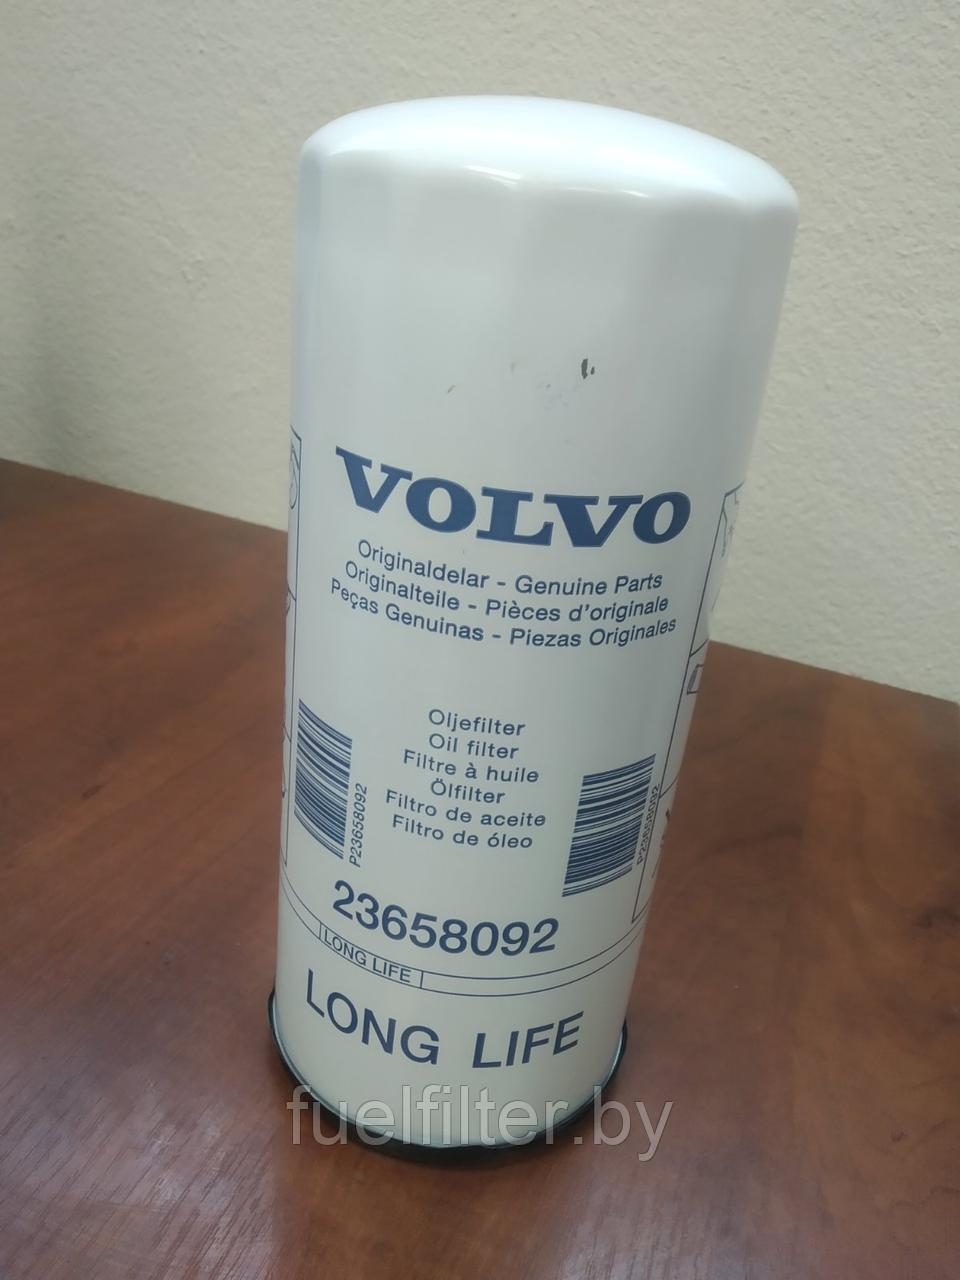 VOLVO
Originaldelar - Genuine Parts
Originalteile - Pièces d'originale
Peças Genuinas - Piezas Originales
Oljefilter
Oil filter
Filtre à huile
Ölfilter
Filtro de aceite
Filtro de óleo
P23658092
P23658092
23658092
LONG LIFE
LONG LIFE
fuelfilter.by